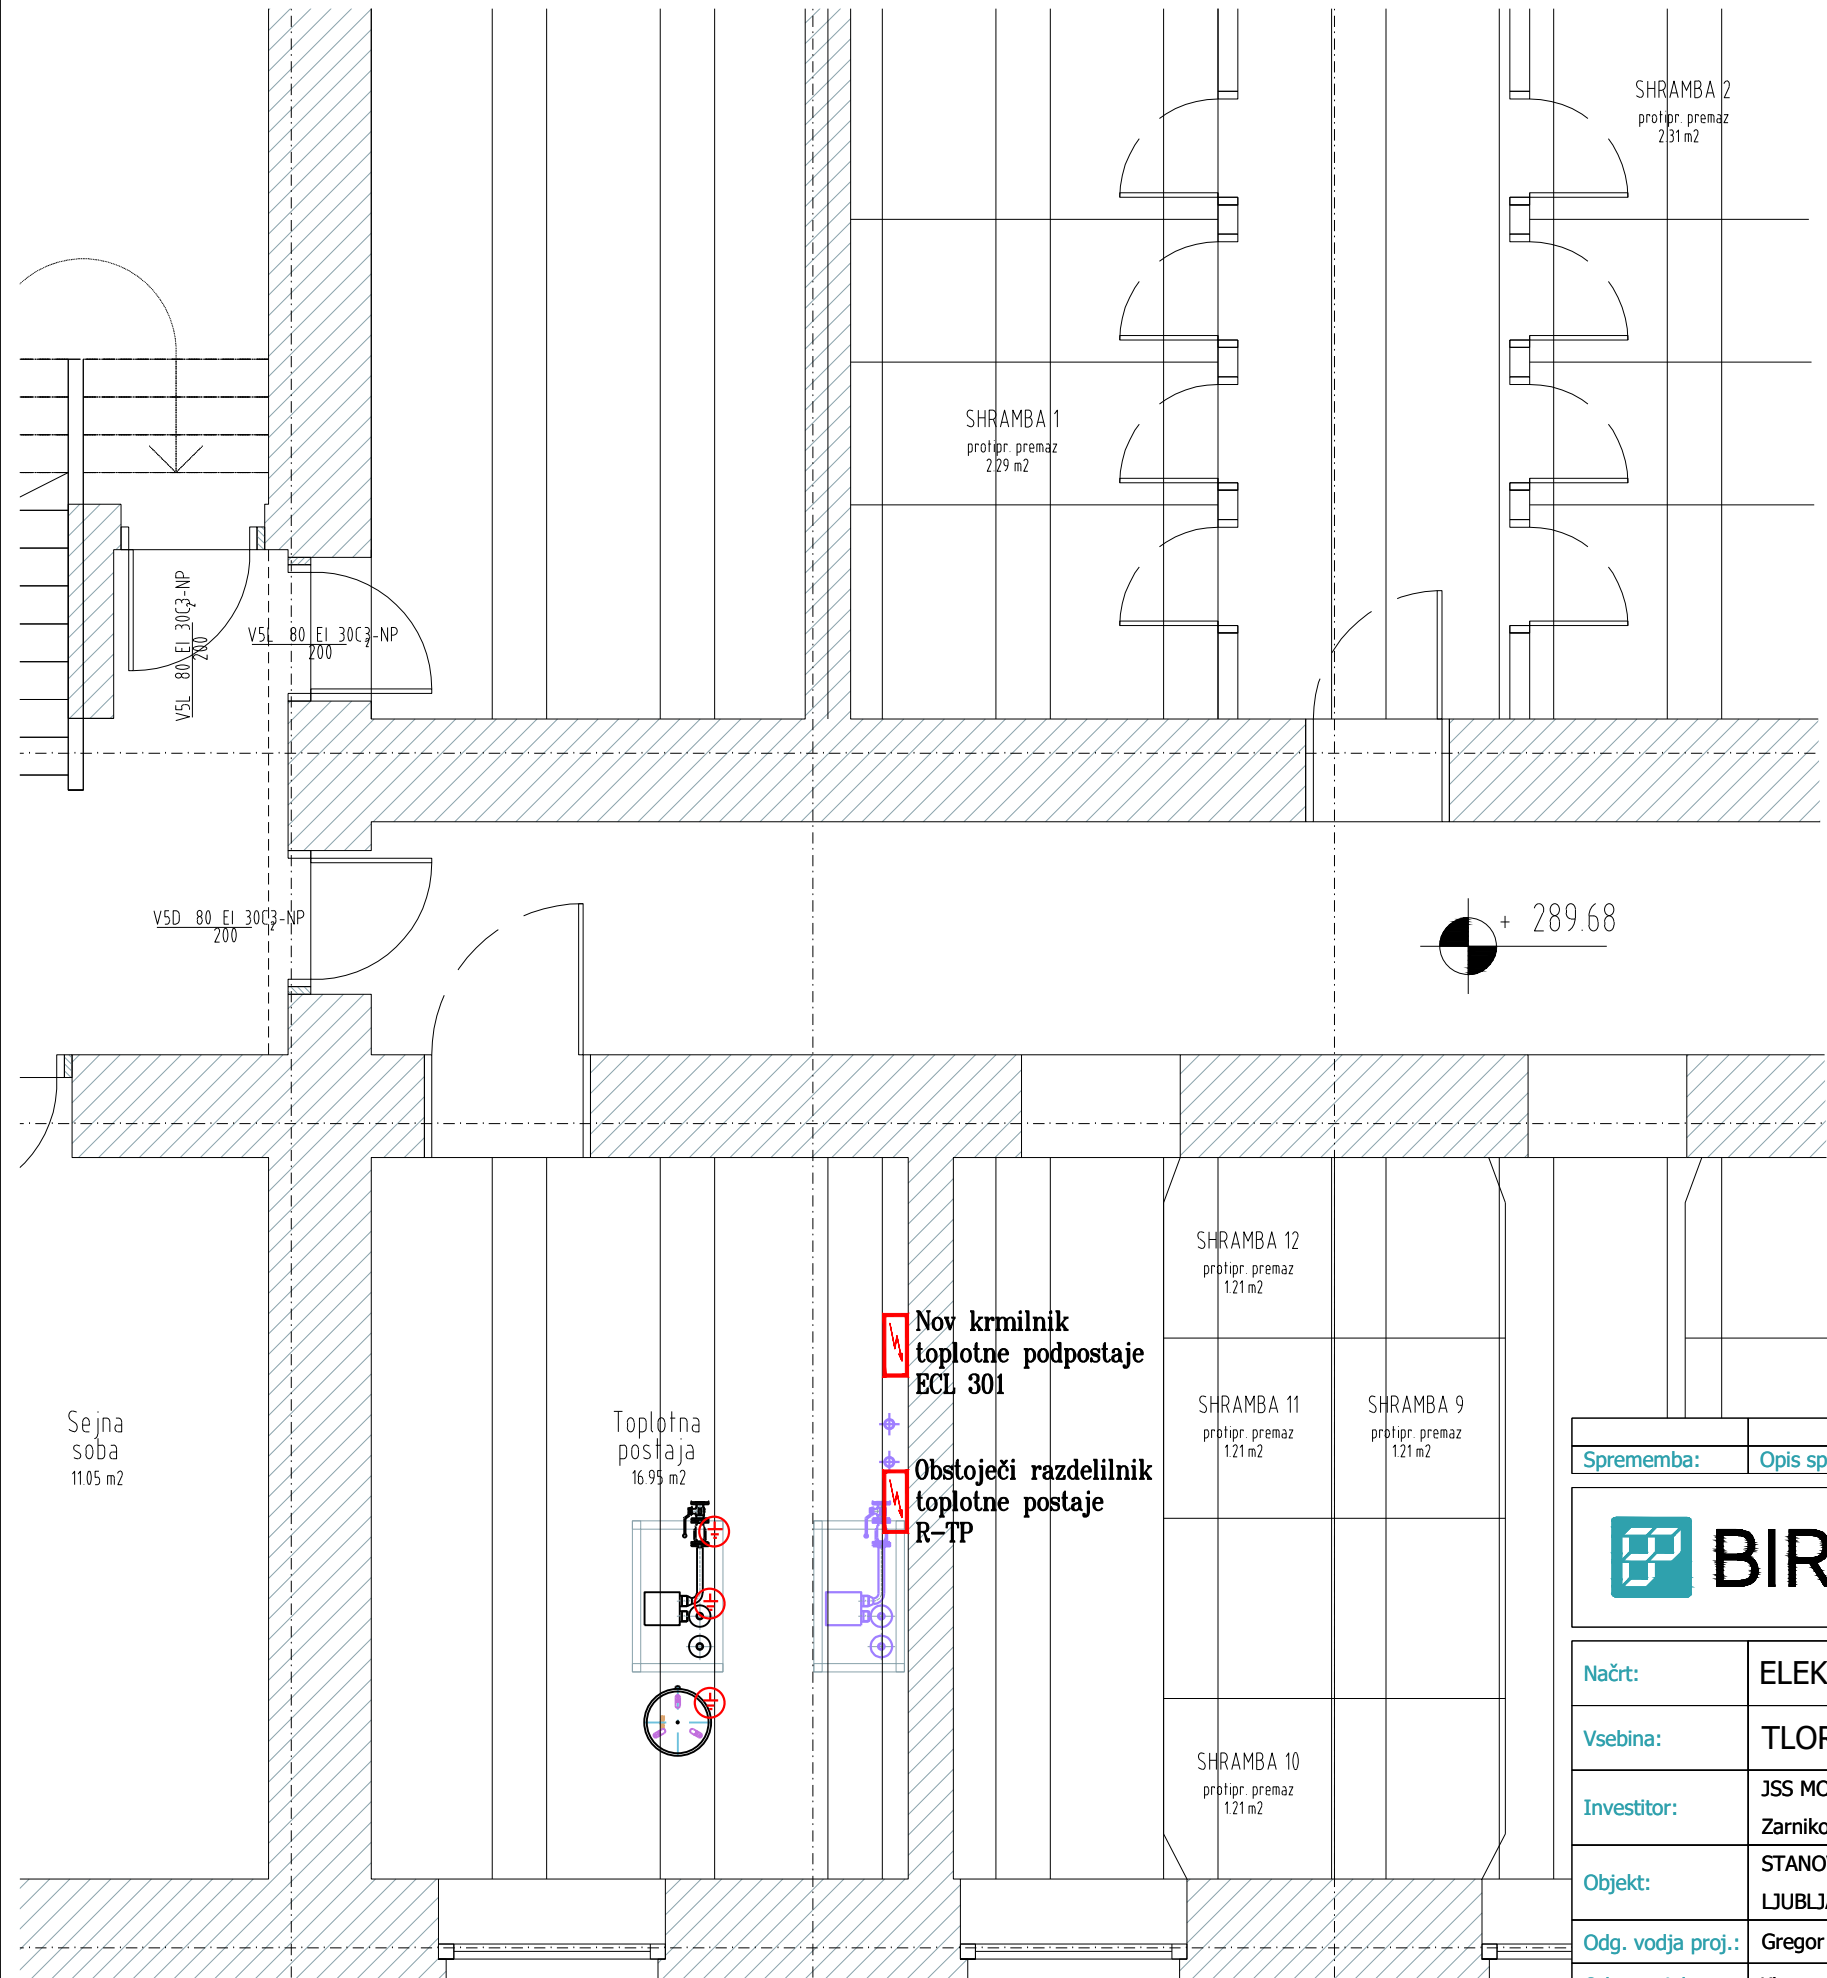 SHRAMBA 2
protipr. premaz
2.31 m2
SHRAMBA 1
protipr. premaz
2.29 m2
V5L 80 EI 30C3-NP
200
2
V5L 80 EI 30C3-NP
200
2
V5D 80 EI 30C3-NP
200
2
+ 289.68
SHRAMBA 12
protipr. premaz
1.21 m2
Nov krmilnik
toplotne podpostaje
ECL 301
SHRAMBA 11
protipr. premaz
1.21 m2
SHRAMBA 9
protipr. premaz
1.21 m2
Sejna
soba
11.05 m2
Toplotna
postaja
16.95 m2
Obstoječi razdelilnik
toplotne postaje
R-TP
SHRAMBA 10
protipr. premaz
1.21 m2
Sprememba: Opis sp
BIR
Načrt: ELEK
Vsebina: TLOR
Investitor: JSS MO
Zarniko
Objekt: STANO
LJUBLJ
Odg. vodja proj.: Gregor